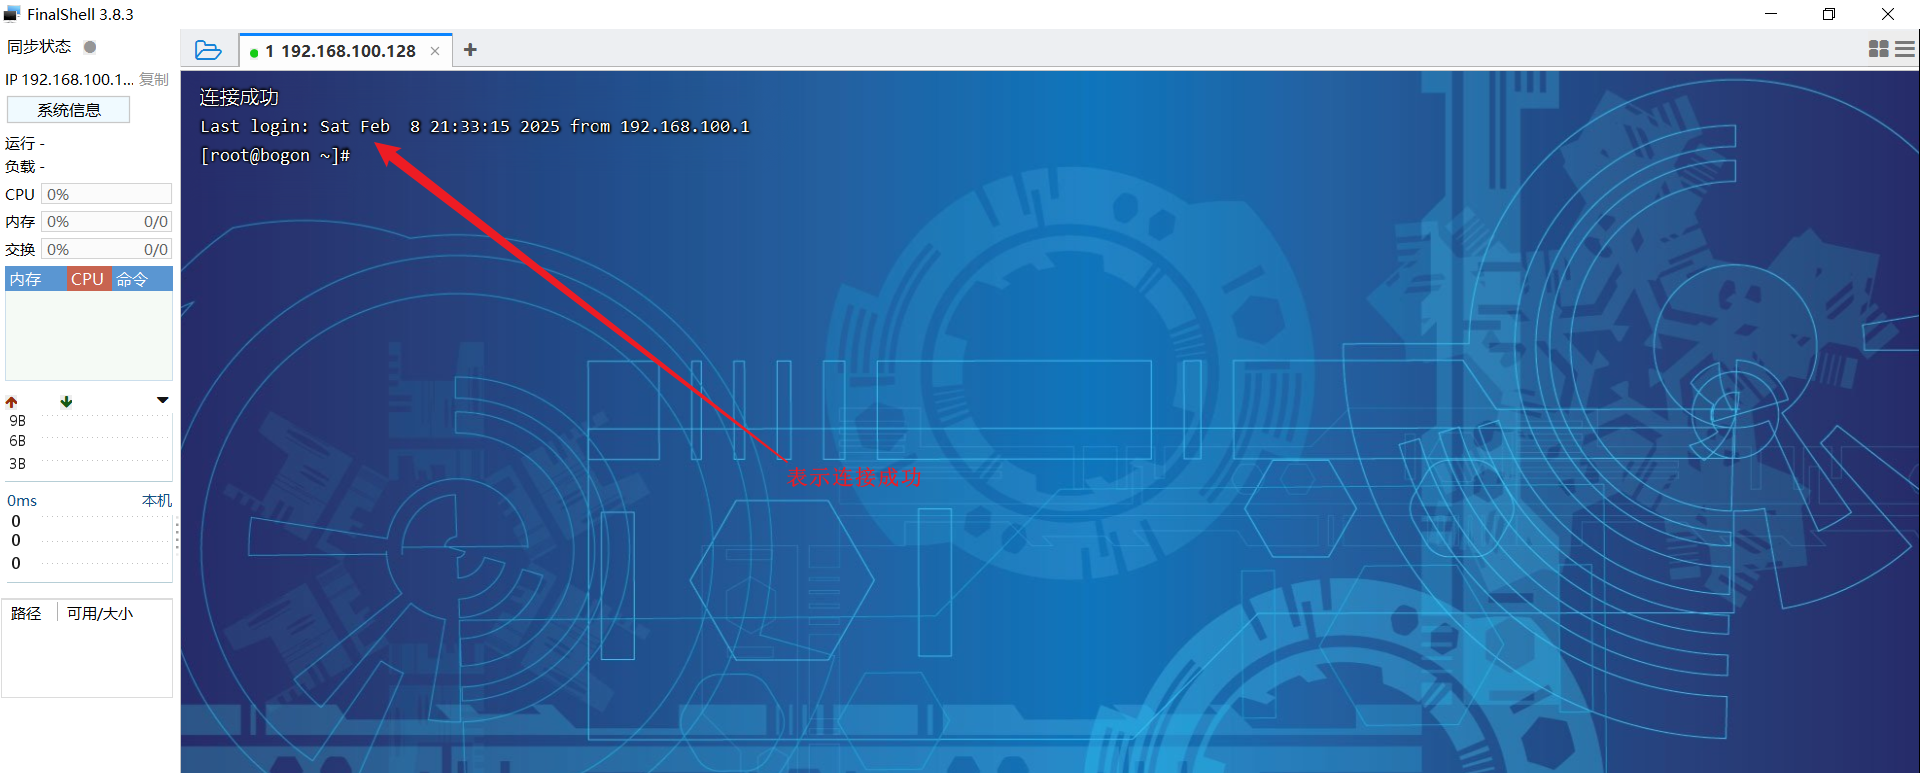 FinalShell 3.8.3
同步状态
IP 192.168.100.1... 复制
系统信息
运行 -
负载 -
CPU 0%
内存 0% 0/0
交换 0% 0/0
内存 CPU 命令
9B
6B
3B
0ms 本机
0
0
0
路径 可用/大小
1 192.168.100.128
连接成功
Last login: Sat Feb  8 21:33:15 2025 from 192.168.100.1
[root@bogon ~]#
表示连接成功